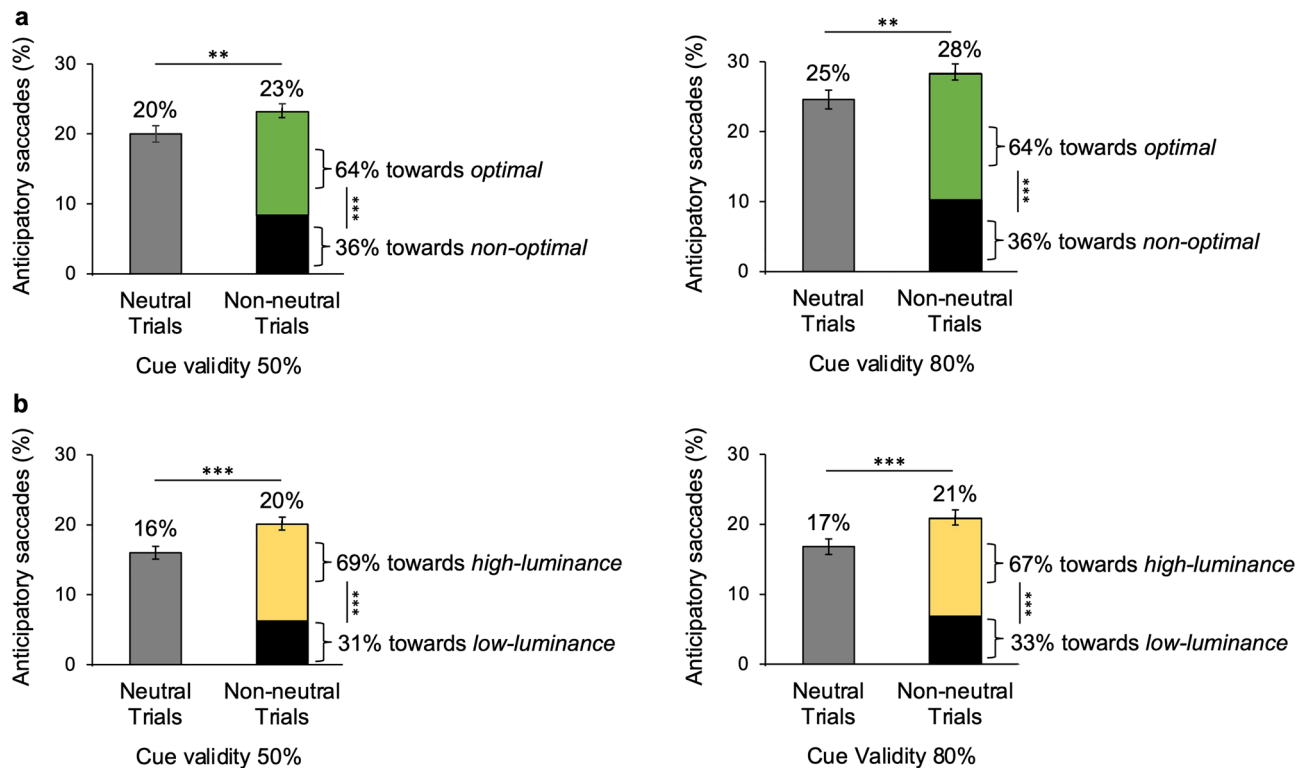 a
Anticipatory saccades (%)
30
20
10
0
**
20%
23%
64% towards optimal
***
36% towards non-optimal
Neutral
Trials
Non-neutral
Trials
Cue validity 50%
Anticipatory saccades (%)
30
20
10
0
**
25%
28%
64% towards optimal
***
36% towards non-optimal
Neutral
Trials
Non-neutral
Trials
Cue validity 80%
b
Anticipatory saccades (%)
30
20
10
0
***
16%
20%
69% towards high-luminance
***
31% towards low-luminance
Neutral
Trials
Non-neutral
Trials
Cue validity 50%
Anticipatory saccades (%)
30
20
10
0
***
17%
21%
67% towards high-luminance
***
33% towards low-luminance
Neutral
Trials
Non-neutral
Trials
Cue Validity 80%